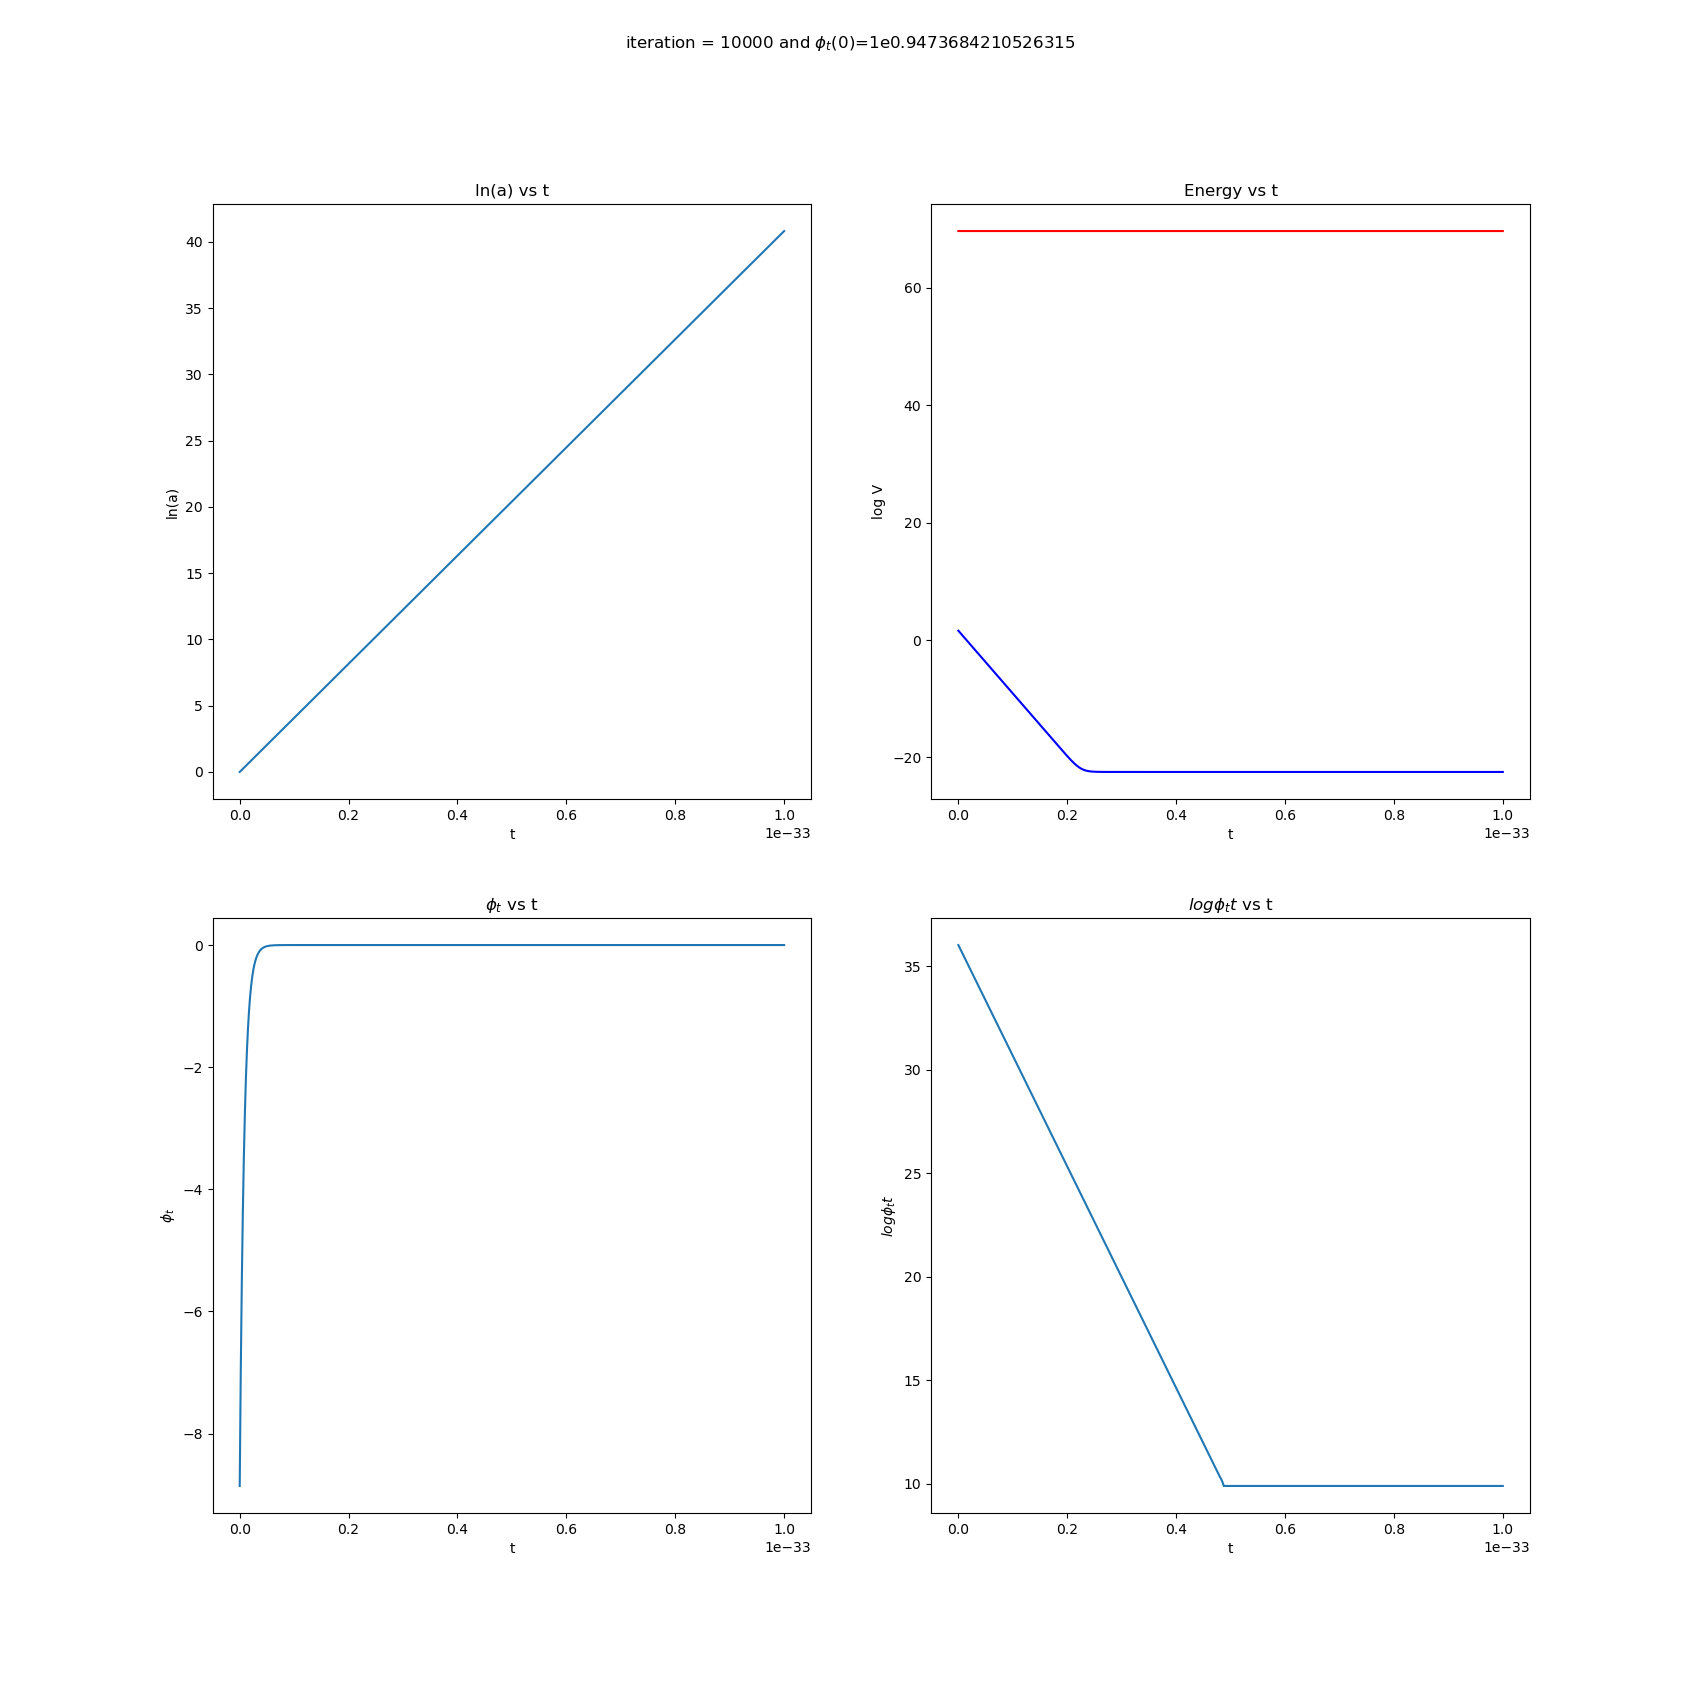 iteration = 10000 and ϕₜ(0)=1e0.9473684210526315
ln(a) vs t
ln(a)
40
35
30
25
20
15
10
5
0
0.0 0.2 0.4 0.6 0.8 1.0
t
1e−33
Energy vs t
log V
60
40
20
0
−20
0.0 0.2 0.4 0.6 0.8 1.0
t
1e−33
ϕₜ vs t
ϕₜ
0
−2
−4
−6
−8
0.0 0.2 0.4 0.6 0.8 1.0
t
1e−33
logϕₜt vs t
logϕₜt
35
30
25
20
15
10
0.0 0.2 0.4 0.6 0.8 1.0
t
1e−33